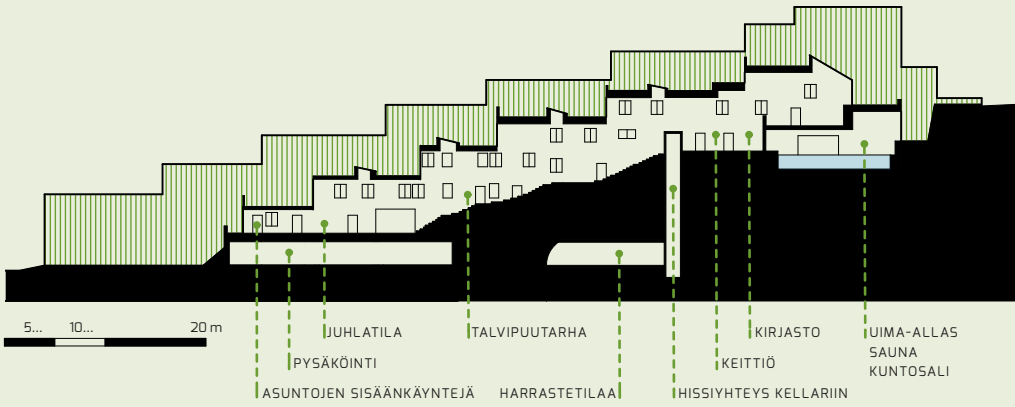 5... 10... 20 m
JUHLATILA
TALVIPUUTARHA
KIRJASTO
UIMA-ALLAS
SAUNA
KUNTOSALI
PYSÄKÖINTI
KEITTIÖ
ASUNTOJEN SISÄÄNKÄYNTEJÄ
HARRASTETILAA
HISSIYHTEYS KELLARIIN